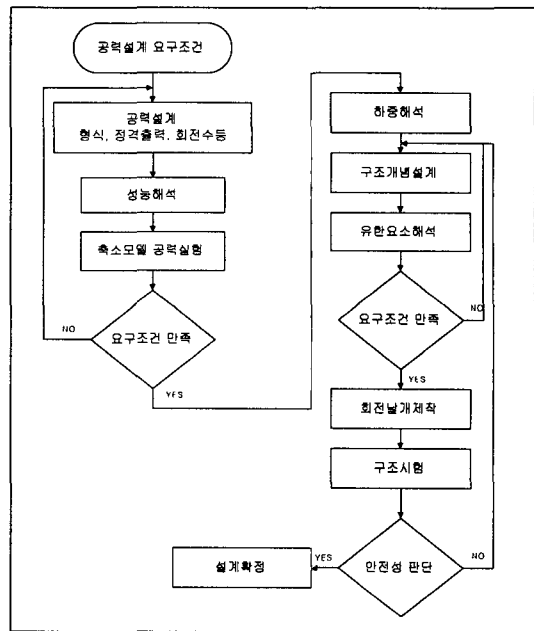 공력설계 요구조건
공력설계
형식, 정격출력, 회전수등
성능해석
축소모델 공력실험
요구조건 만족
NO
YES
하중해석
구조개념설계
유한요소해석
요구조건 만족
NO
YES
회전날개제작
구조시험
안전성 판단
NO
YES
설계확정